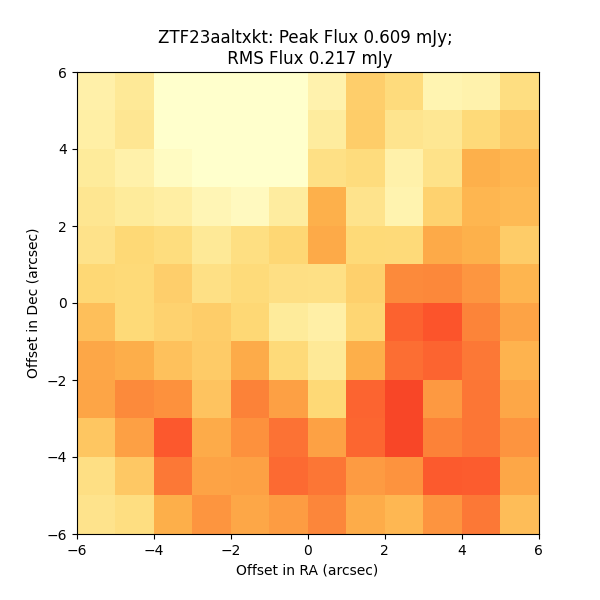 ZTF23aaltxkt: Peak Flux 0.609 mJy;
RMS Flux 0.217 mJy
6
4
2
0
−2
−4
−6
Offset in Dec (arcsec)
−6 −4 −2 0 2 4 6
Offset in RA (arcsec)